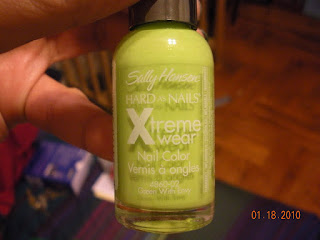 Sally Hansen
HARD AS NAILS
Xtreme
wear
Nail Color
Vernis à ongles
01.18.2010